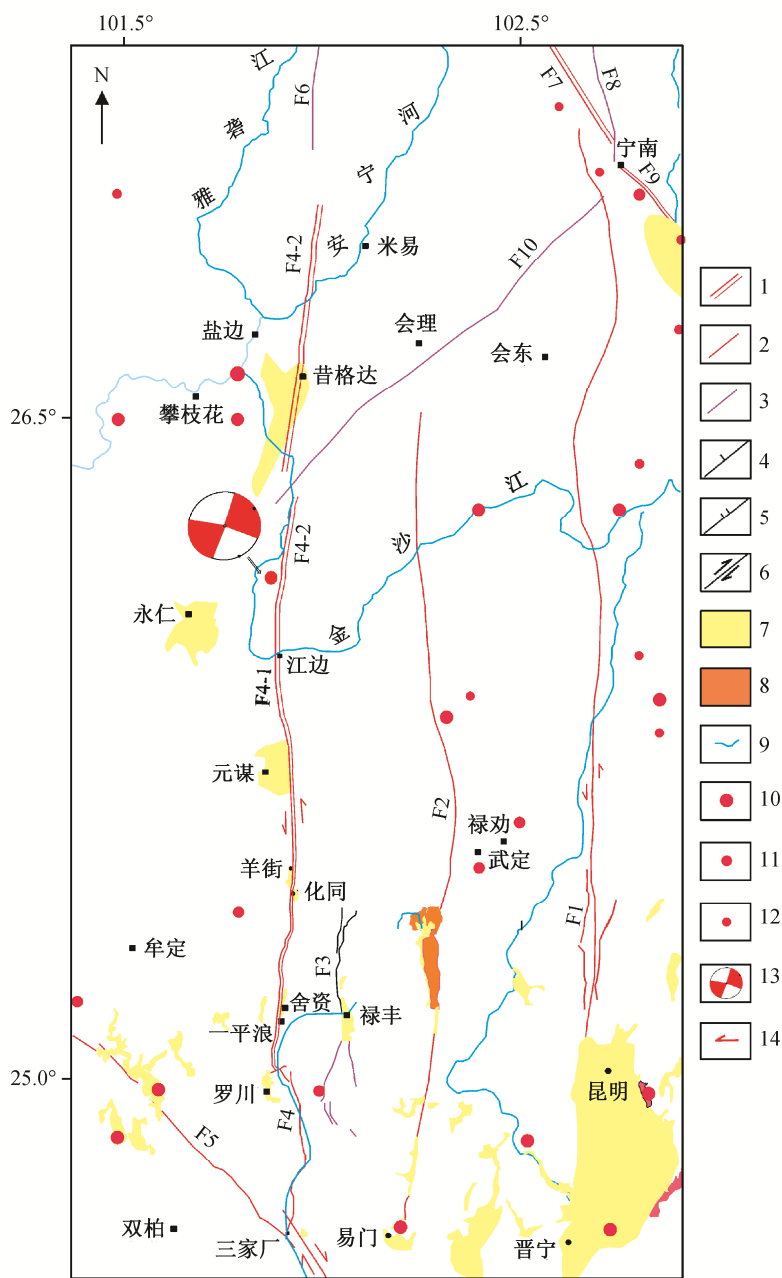 101.5°
102.5°
N
江
砻
雅
F6
河
宁
安
F7
F8
宁南
F9
米易
F4-2
F10
盐边
会理
会东
昔格达
26.5°
攀枝花
江
沙
金
F4-2
永仁
江边
F4-1
元谋
F2
禄劝
武定
羊街
化同
F1
牟定
F3
舍资
禄丰
一平浪
25.0°
昆明
罗川
F4
F5
双柏
三家厂
易门
晋宁
1
2
3
4
5
6
7
8
9
10
11
12
13
14